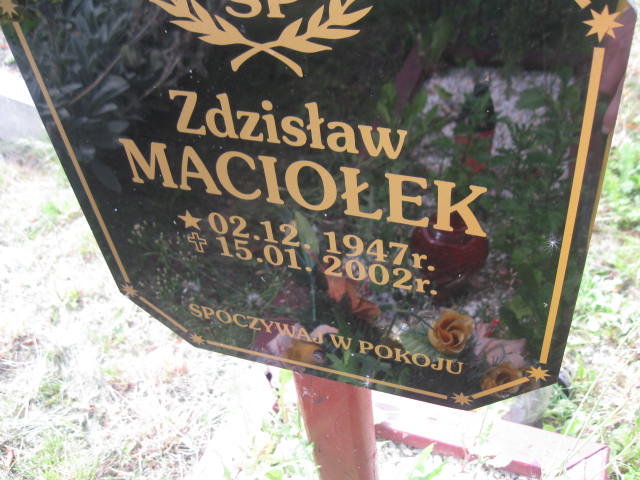 SP
Zdzisław
MACIOŁEK
★ 02.12. 1947r.
✞ 15.01. 2002r.
SPOCZYWAJ W POKOJU